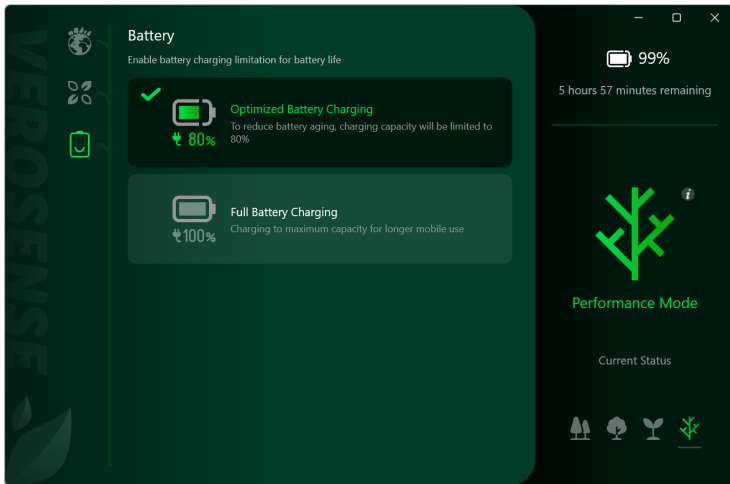 VEROSENSE
Battery
Enable battery charging limitation for battery life
80%
Optimized Battery Charging
To reduce battery aging, charging capacity will be limited to
80%
100%
Full Battery Charging
Charging to maximum capacity for longer mobile use
99%
5 hours 57 minutes remaining
i
Performance Mode
Current Status